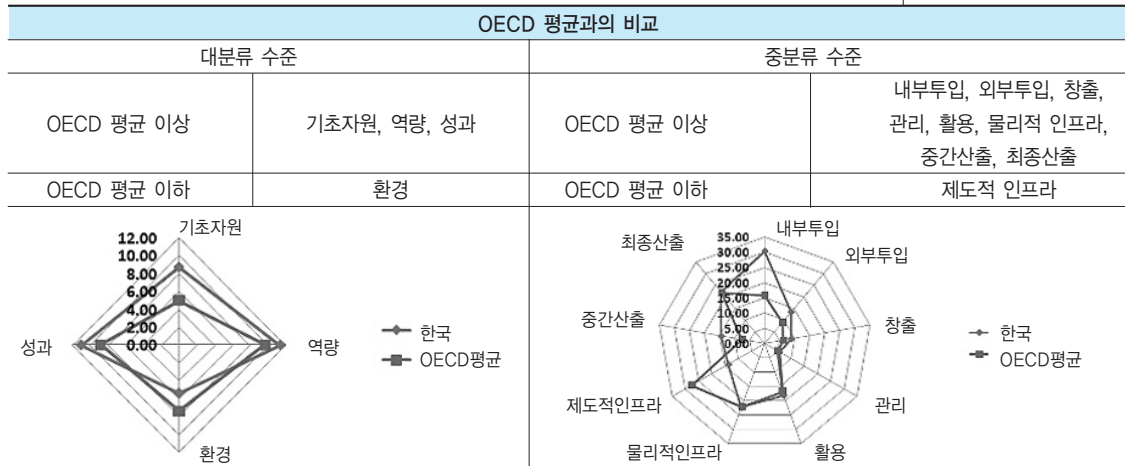 OECD 평균과의 비교
대분류 수준
중분류 수준
OECD 평균 이상
기초자원, 역량, 성과
OECD 평균 이상
내부투입, 외부투입, 창출,
관리, 활용, 물리적 인프라,
중간산출, 최종산출
OECD 평균 이하
환경
OECD 평균 이하
제도적 인프라
기초자원
12.00
10.00
8.00
6.00
4.00
2.00
0.00
성과
역량
환경
한국
OECD평균
내부투입
35.00
30.00
25.00
20.00
15.00
10.00
5.00
0.00
최종산출
외부투입
중간산출
창출
제도적인프라
관리
물리적인프라
활용
한국
OECD평균